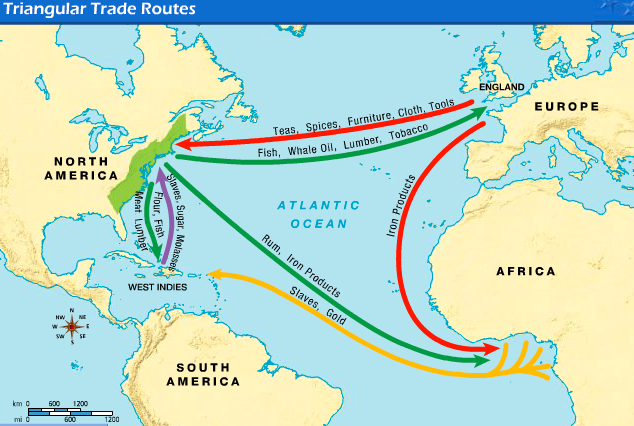 Triangular Trade Routes
ENGLAND
EUROPE
Teas, Spices, Furniture, Cloth, Tools
Fish, Whale Oil, Lumber, Tobacco
NORTH
AMERICA
Slaves, Sugar, Molasses
Flour, Fish
Meat, Lumber
ATLANTIC
OCEAN
Iron Products
Rum, Iron Products
Slaves, Gold
AFRICA
WEST INDIES
N
NW NE
W E
SW SE
S
SOUTH
AMERICA
km 0 600 1200
mi 0 600 1200